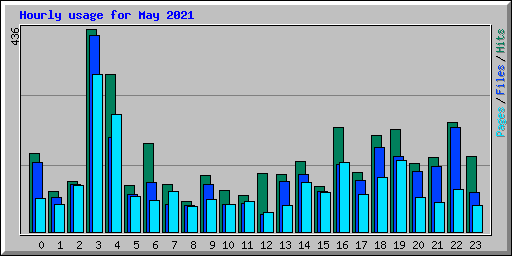 Hourly usage for May 2021
436
Pages / Files / Hits
0 1 2 3 4 5 6 7 8 9 10 11 12 13 14 15 16 17 18 19 20 21 22 23